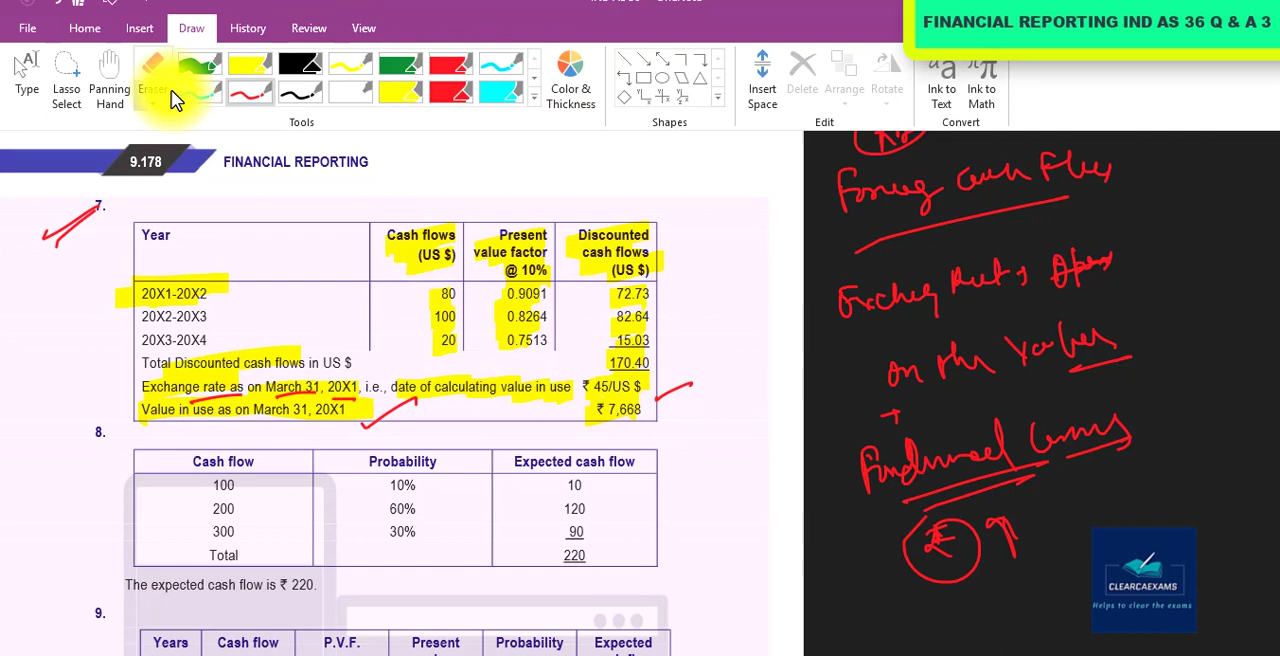 FINANCIAL REPORTING IND AS 36 Q & A 3
File Home Insert Draw History Review View
Type
Lasso Select
Panning Hand
Eraser
Color & Thickness
Insert Space
Delete
Arrange
Rotate
Ink to Text
Ink to Math
Tools
Shapes
Edit
Convert
9.178 FINANCIAL REPORTING
7.
Year Cash flows (US $) Present value factor @ 10% Discounted cash flows (US $)
20X1-20X2 80 0.9091 72.73
20X2-20X3 100 0.8264 82.64
20X3-20X4 20 0.7513 15.03
Total Discounted cash flows in US $ 170.40
Exchange rate as on March 31, 20X1, i.e., date of calculating value in use ₹ 45/US $
Value in use as on March 31, 20X1 ₹ 7,668
8.
Cash flow Probability Expected cash flow
100 10% 10
200 60% 120
300 30% 90
Total 220
The expected cash flow is ₹ 220.
9.
Years Cash flow P.V.F. Present Probability Expected
Cash
on the
₹
CLEARCAEXAMS
Helps to clear the exams